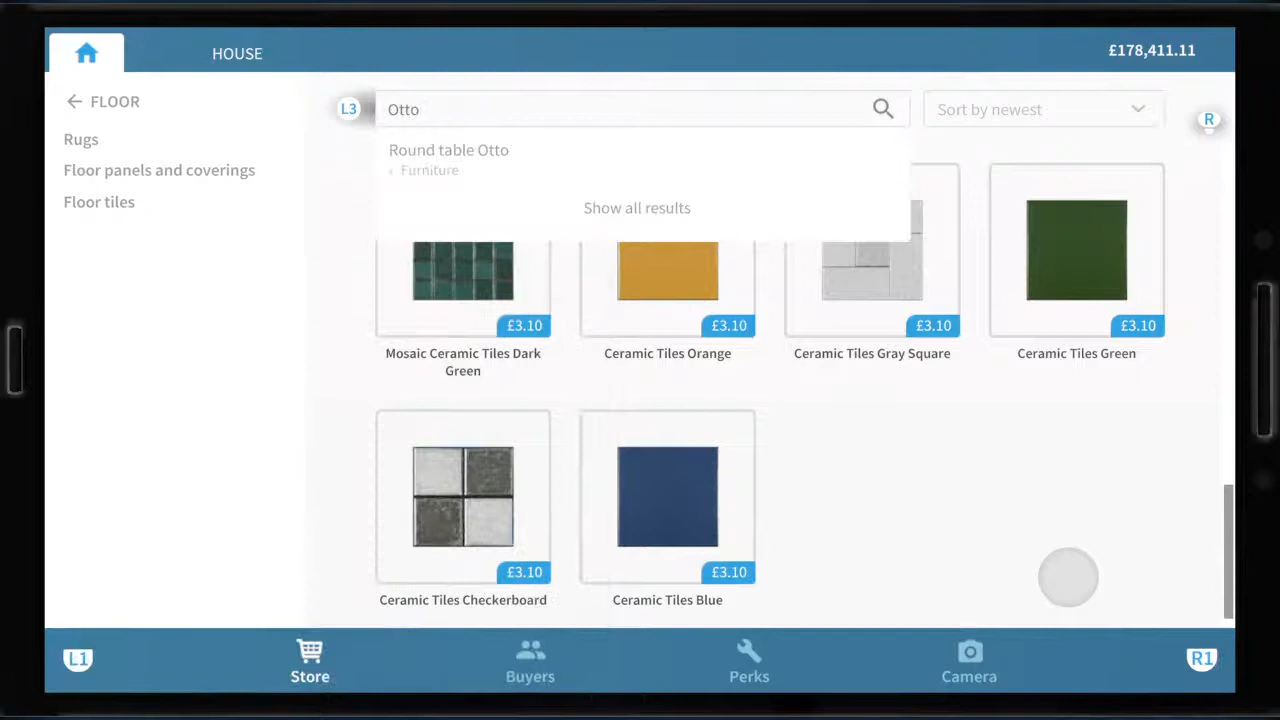 HOUSE
£178,411.11
FLOOR
Rugs
Floor panels and coverings
Floor tiles
L3
Otto
Sort by newest
R
Round table Otto
‹ Furniture
Show all results
£3.10
£3.10
£3.10
£3.10
Mosaic Ceramic Tiles Dark
Green
Ceramic Tiles Orange
Ceramic Tiles Gray Square
Ceramic Tiles Green
£3.10
£3.10
Ceramic Tiles Checkerboard
Ceramic Tiles Blue
L1
Store
Buyers
Perks
Camera
R1